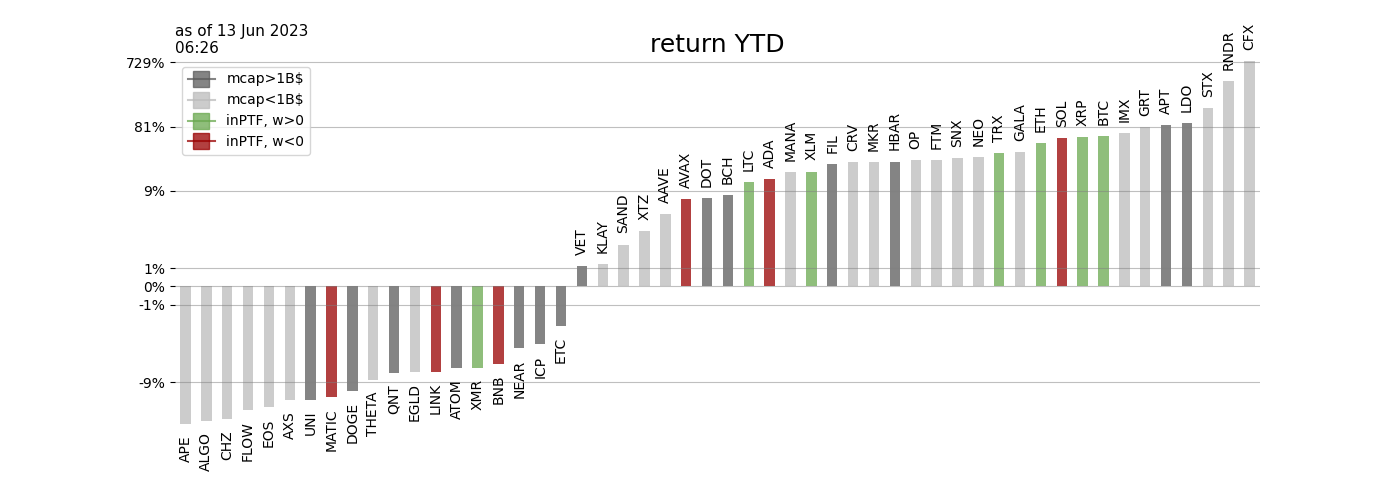 as of 13 Jun 2023
06:26
return YTD
729%
81%
9%
1%
0%
-1%
-9%
mcap>1B$
mcap<1B$
inPTF, w>0
inPTF, w<0
APE
ALGO
CHZ
FLOW
EOS
AXS
UNI
MATIC
DOGE
THETA
QNT
EGLD
LINK
ATOM
XMR
BNB
NEAR
ICP
ETC
VET
KLAY
SAND
XTZ
AAVE
AVAX
DOT
BCH
LTC
ADA
MANA
XLM
FIL
CRV
MKR
HBAR
OP
FTM
SNX
NEO
TRX
GALA
ETH
SOL
XRP
BTC
IMX
GRT
APT
LDO
STX
RNDR
CFX